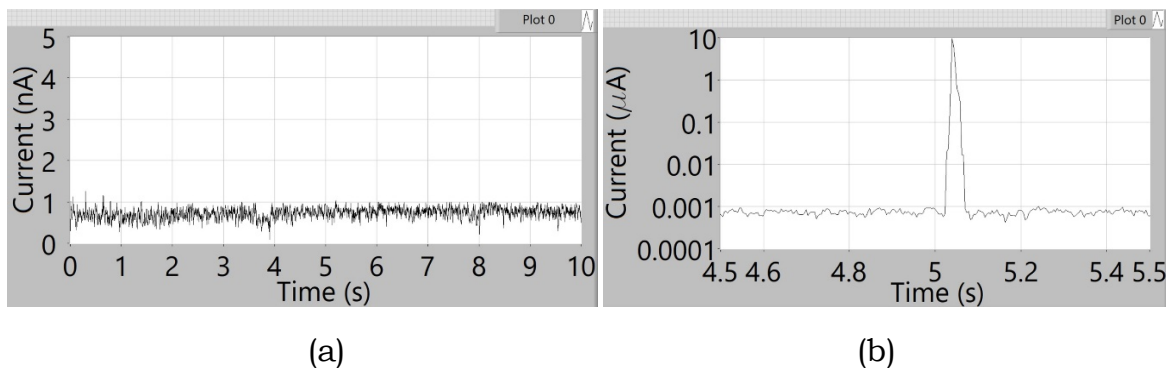 Plot 0
5
4
3
2
1
0
Current (nA)
0 1 2 3 4 5 6 7 8 9 10
Time (s)
(a)
Plot 0
10
1
0.1
0.01
0.001
0.0001
Current (μA)
4.5 4.6 4.8 5 5.2 5.4 5.5
Time (s)
(b)